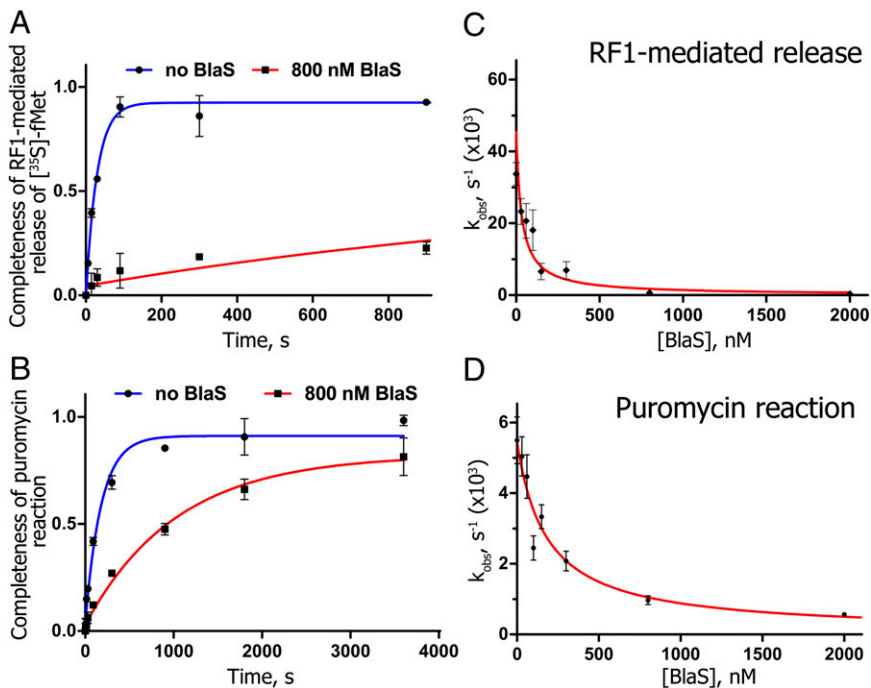 A
no BlaS
800 nM BlaS
Completeness of RF1-mediated
release of [³⁵S]-fMet
1.0
0.5
0.0
0 200 400 600 800
Time, s
B
no BlaS
800 nM BlaS
Completeness of puromycin
reaction
1.0
0.5
0.0
0 1000 2000 3000 4000
Time, s
C
RF1-mediated release
kobs, s⁻¹ (x10³)
60
40
20
0
0 500 1000 1500 2000
[BlaS], nM
D
Puromycin reaction
kobs, s⁻¹ (x10³)
6
4
2
0
0 500 1000 1500 2000
[BlaS], nM